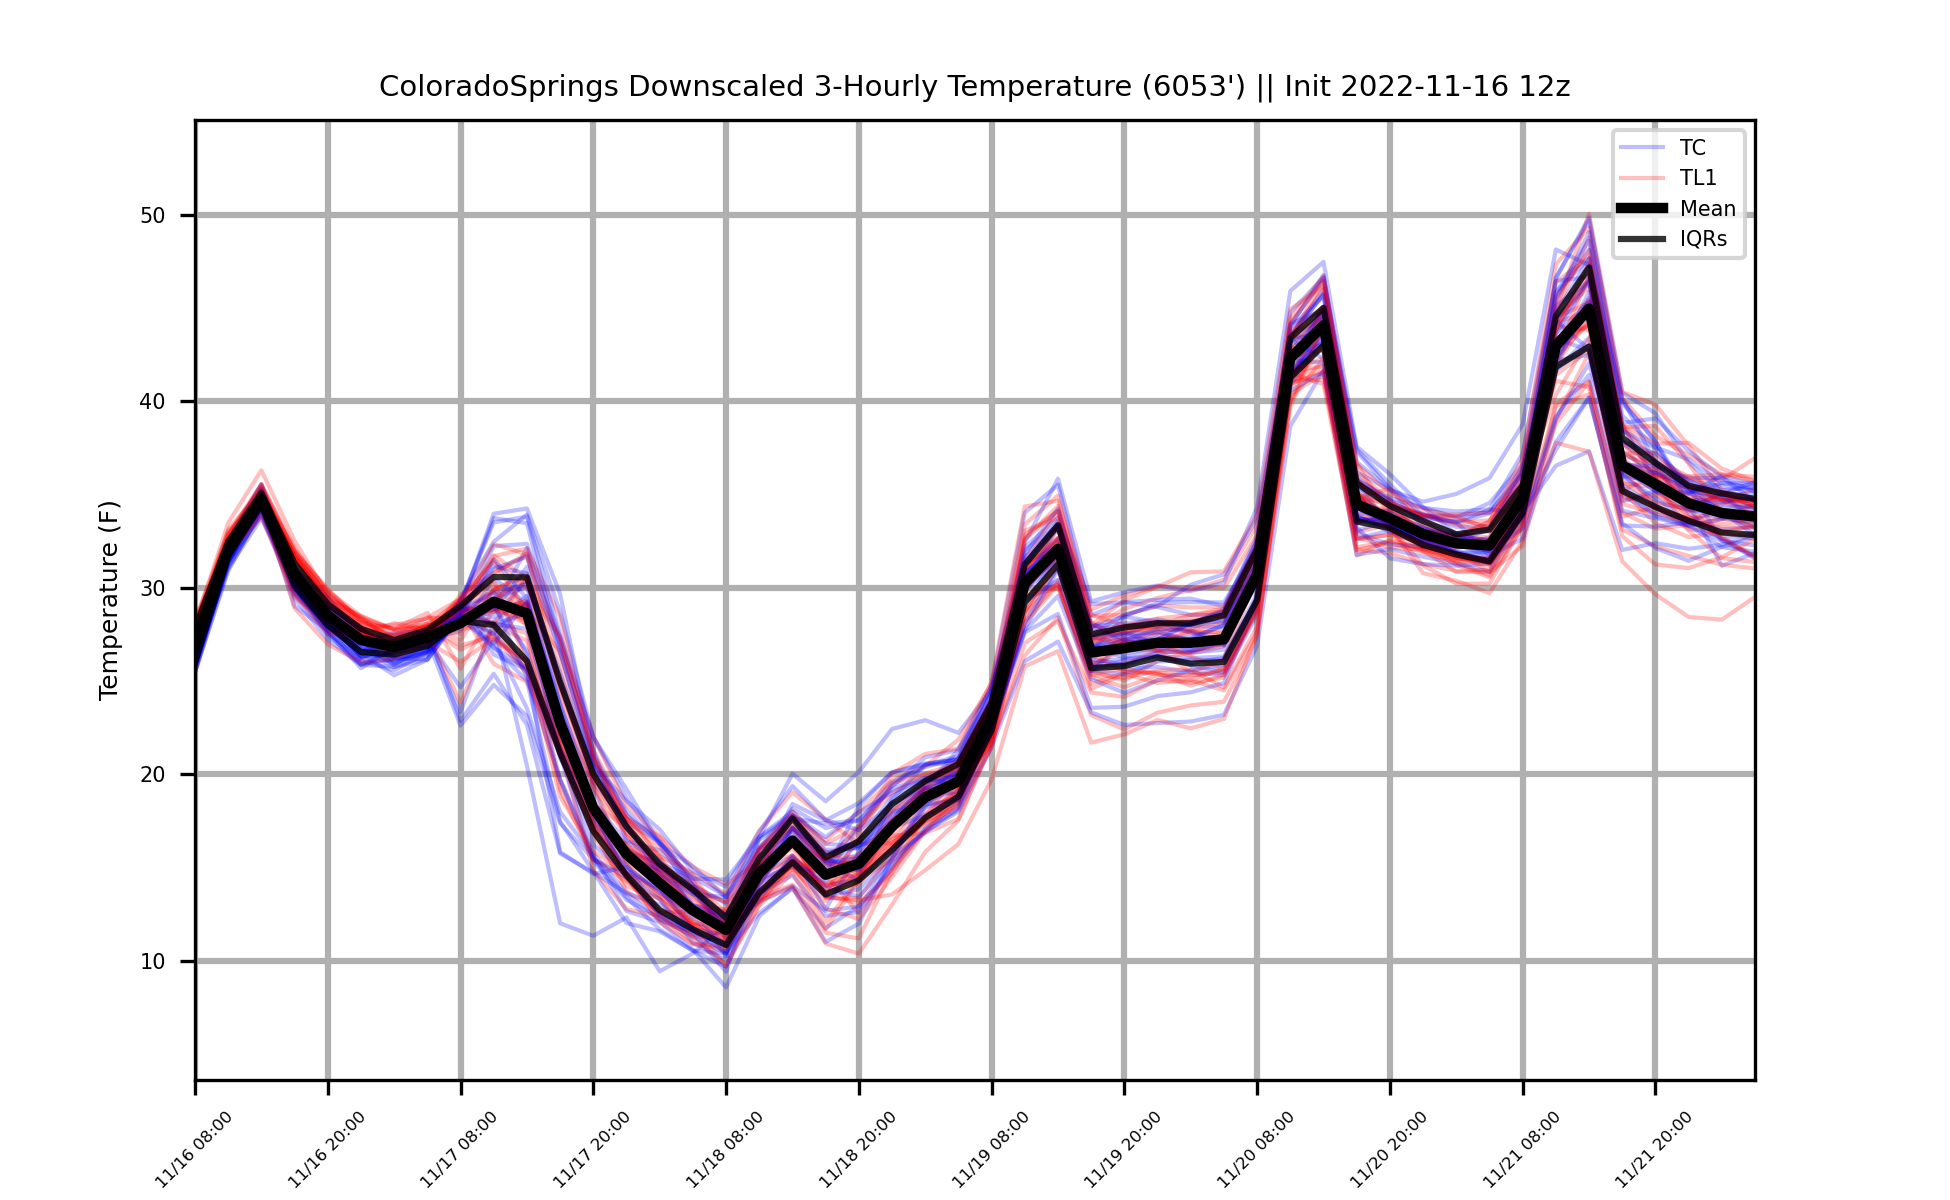 ColoradoSprings Downscaled 3-Hourly Temperature (6053') || Init 2022-11-16 12z
TC
TL1
Mean
IQRs
Temperature (F)
50
40
30
20
10
11/16 08:00
11/16 20:00
11/17 08:00
11/17 20:00
11/18 08:00
11/18 20:00
11/19 08:00
11/19 20:00
11/20 08:00
11/20 20:00
11/21 08:00
11/21 20:00